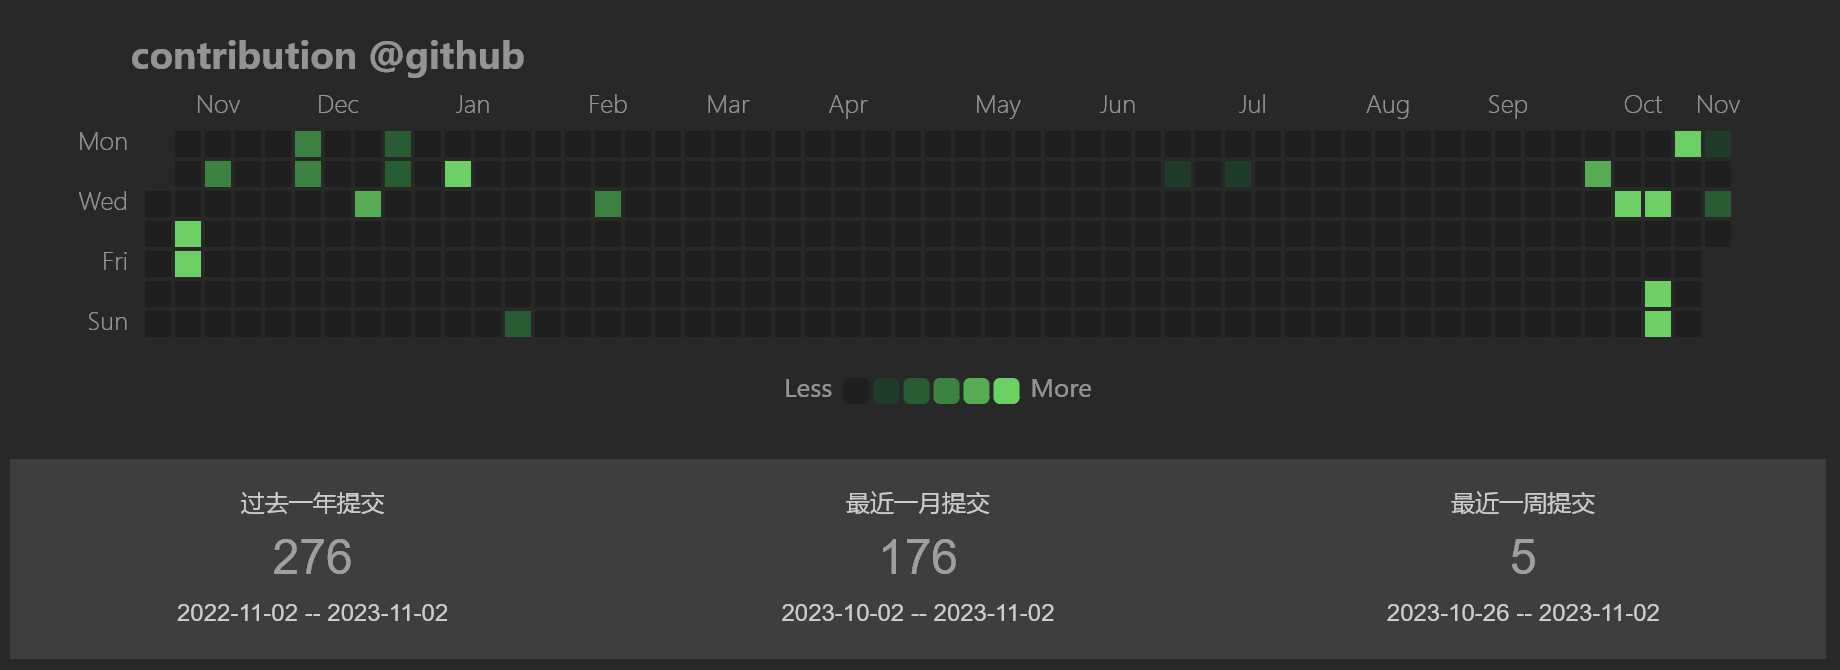 contribution @github
Nov Dec Jan Feb Mar Apr May Jun Jul Aug Sep Oct Nov
Mon
Wed
Fri
Sun
Less More
过去一年提交
276
2022-11-02 -- 2023-11-02
最近一月提交
176
2023-10-02 -- 2023-11-02
最近一周提交
5
2023-10-26 -- 2023-11-02